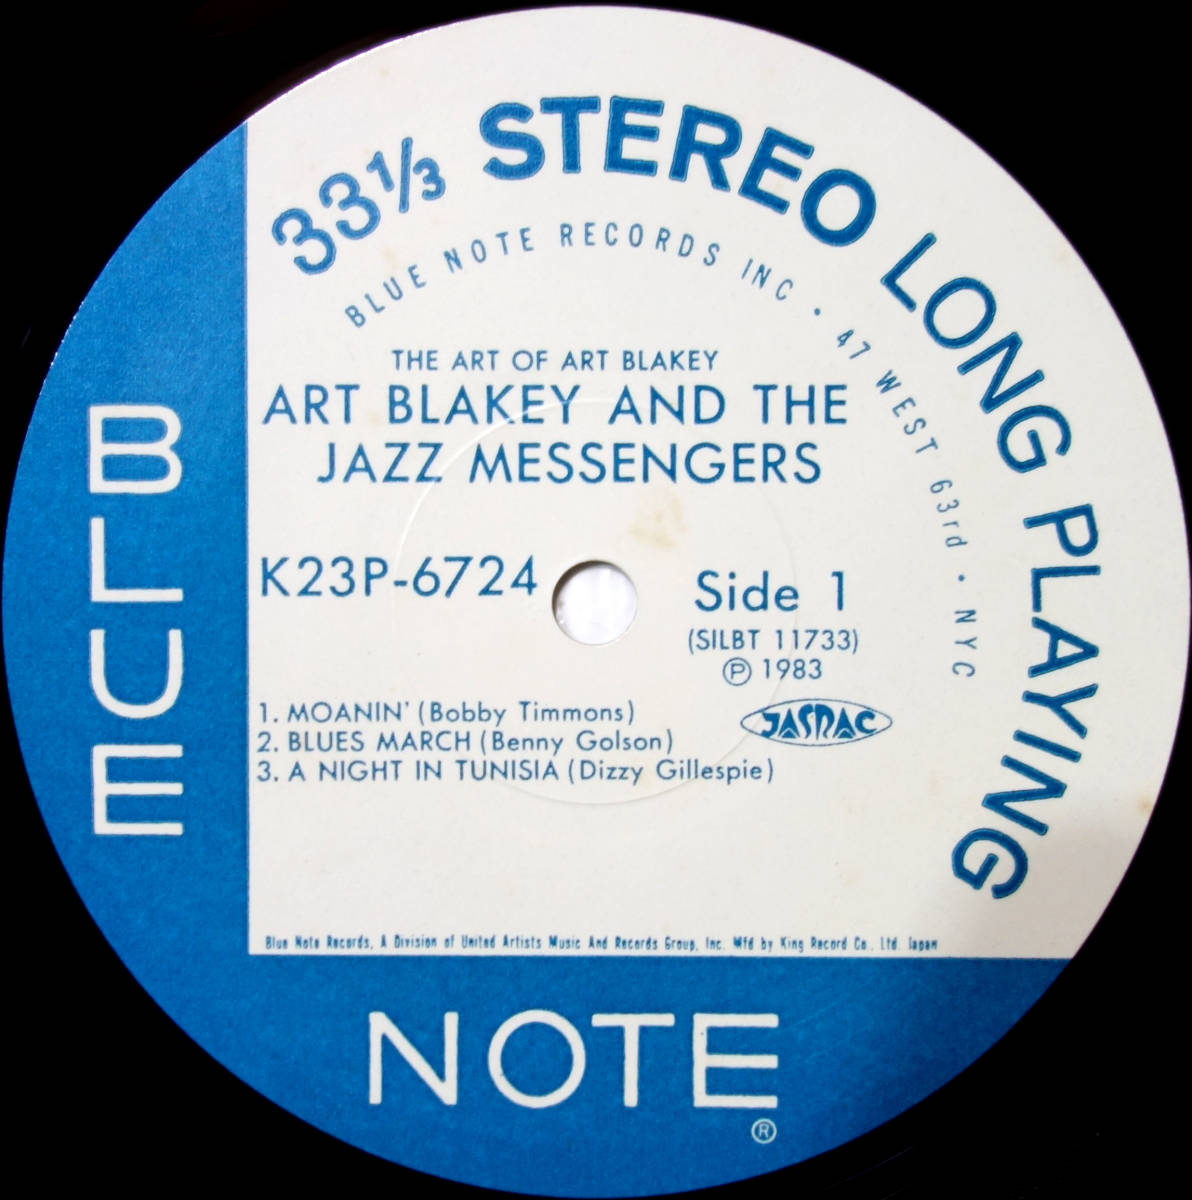 33 1/3 STEREO LONG PLAYING
BLUE NOTE RECORDS INC · 47 WEST 63rd · NYC
THE ART OF ART BLAKEY
ART BLAKEY AND THE
JAZZ MESSENGERS
K23P-6724
Side 1
(SILBT 11733)
Ⓟ 1983
JASRAC
1. MOANIN' (Bobby Timmons)
2. BLUES MARCH (Benny Golson)
3. A NIGHT IN TUNISIA (Dizzy Gillespie)
Blue Note Records, A Division of United Artists Music And Records Group, Inc. Mfd by King Record Co., Ltd. Japan
BLUE
NOTE
®